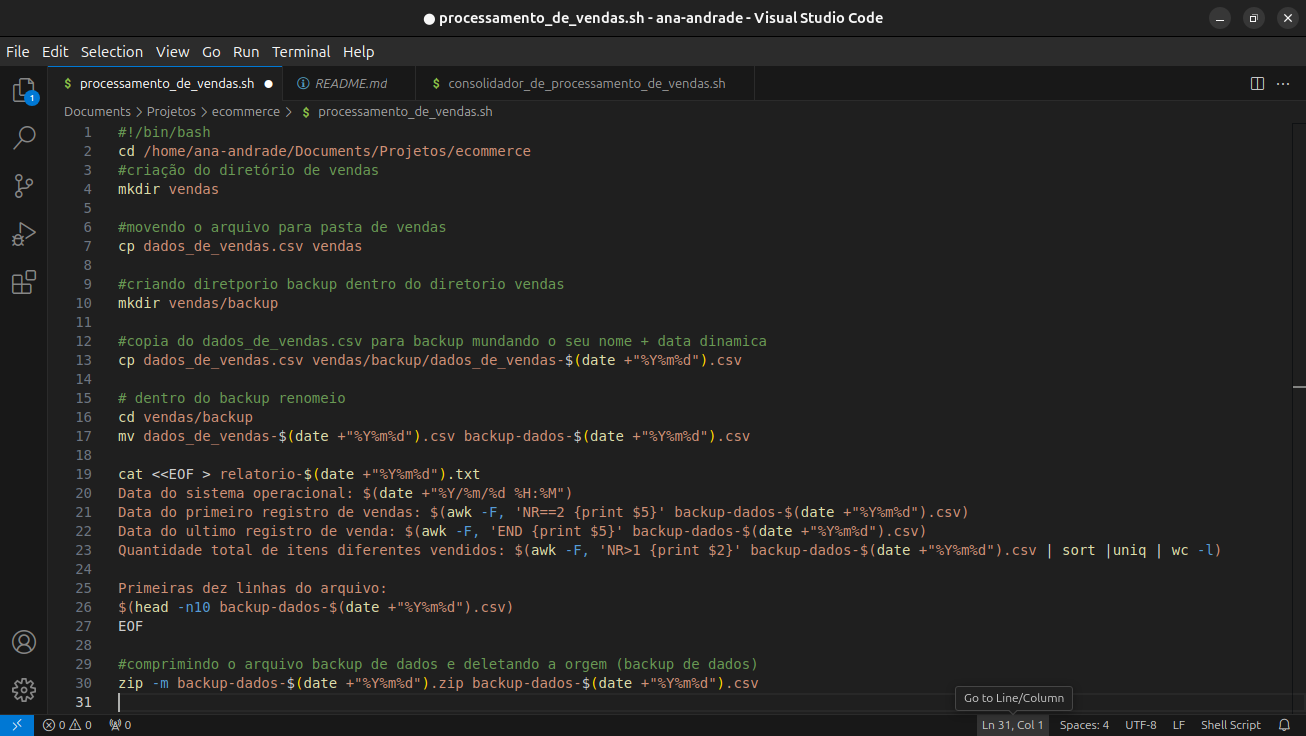 processamento_de_vendas.sh - ana-andrade - Visual Studio Code
File Edit Selection View Go Run Terminal Help
$ processamento_de_vendas.sh README.md $ consolidador_de_processamento_de_vendas.sh
Documents > Projetos > ecommerce > $ processamento_de_vendas.sh
1
1 #!/bin/bash
2 cd /home/ana-andrade/Documents/Projetos/ecommerce
3 #criação do diretório de vendas
4 mkdir vendas
5
6 #movendo o arquivo para pasta de vendas
7 cp dados_de_vendas.csv vendas
8
9 #criando diretporio backup dentro do diretorio vendas
10 mkdir vendas/backup
11
12 #copia do dados_de_vendas.csv para backup mundando o seu nome + data dinamica
13 cp dados_de_vendas.csv vendas/backup/dados_de_vendas-$(date +"%Y%m%d").csv
14
15 # dentro do backup renomeio
16 cd vendas/backup
17 mv dados_de_vendas-$(date +"%Y%m%d").csv backup-dados-$(date +"%Y%m%d").csv
18
19 cat <<EOF > relatorio-$(date +"%Y%m%d").txt
20 Data do sistema operacional: $(date +"%Y/%m/%d %H:%M")
21 Data do primeiro registro de vendas: $(awk -F, 'NR==2 {print $5}' backup-dados-$(date +"%Y%m%d").csv)
22 Data do ultimo registro de venda: $(awk -F, 'END {print $5}' backup-dados-$(date +"%Y%m%d").csv)
23 Quantidade total de itens diferentes vendidos: $(awk -F, 'NR>1 {print $2}' backup-dados-$(date +"%Y%m%d").csv | sort |uniq | wc -l)
24
25 Primeiras dez linhas do arquivo:
26 $(head -n10 backup-dados-$(date +"%Y%m%d").csv)
27 EOF
28
29 #comprimindo o arquivo backup de dados e deletando a orgem (backup de dados)
30 zip -m backup-dados-$(date +"%Y%m%d").zip backup-dados-$(date +"%Y%m%d").csv
31
Go to Line/Column
0 0 0 Ln 31, Col 1 Spaces: 4 UTF-8 LF Shell Script